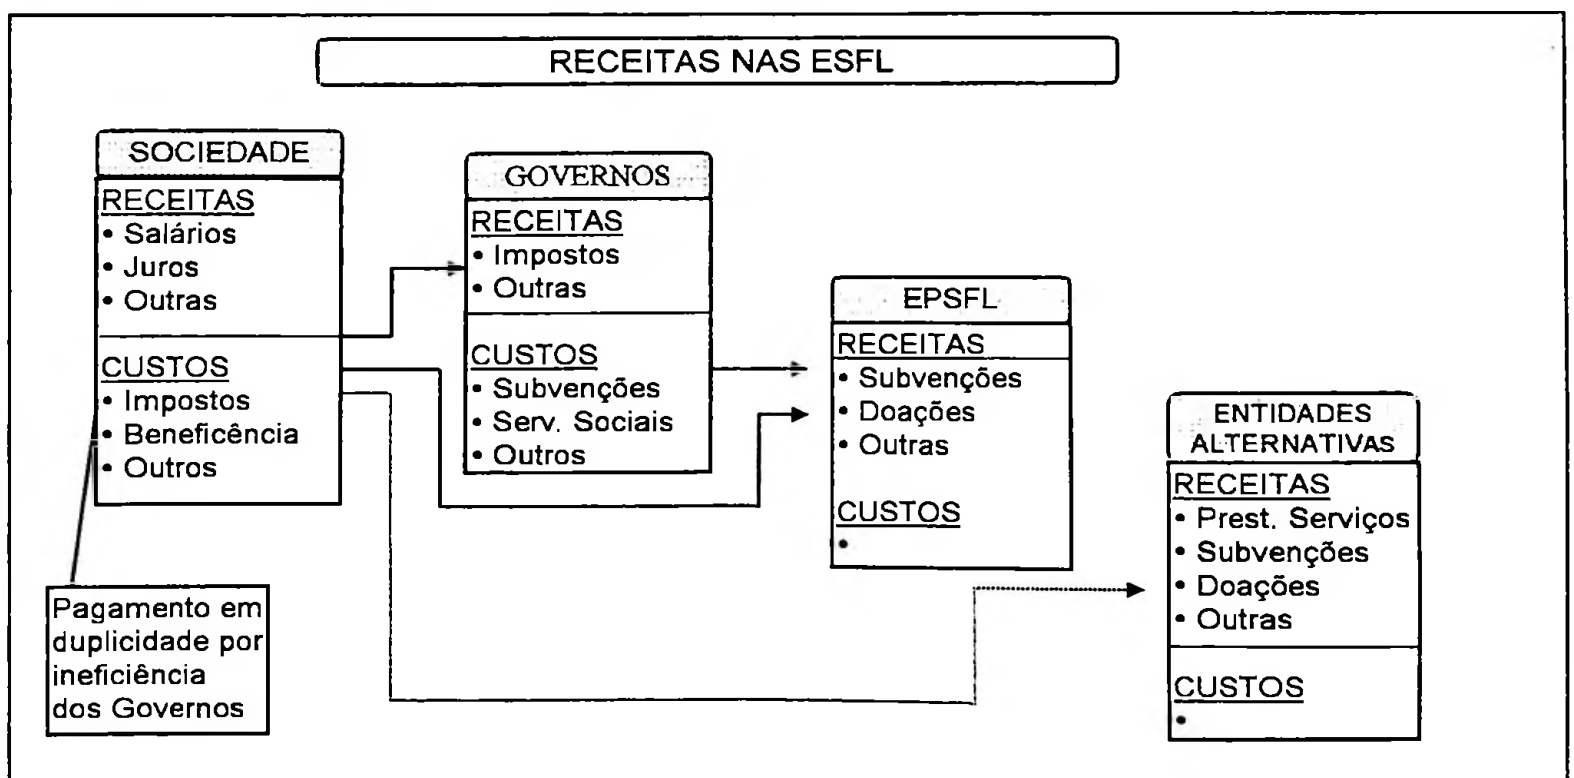 RECEITAS NAS ESFL
SOCIEDADE
RECEITAS
• Salários
• Juros
• Outras
CUSTOS
• Impostos
• Beneficência
• Outros
Pagamento em
duplicidade por
ineficiência
dos Governos
GOVERNOS
RECEITAS
• Impostos
• Outras
CUSTOS
• Subvenções
• Serv. Sociais
• Outros
EPSFL
RECEITAS
• Subvenções
• Doações
• Outras
CUSTOS
•
ENTIDADES
ALTERNATIVAS
RECEITAS
• Prest. Serviços
• Subvenções
• Doações
• Outras
CUSTOS
•